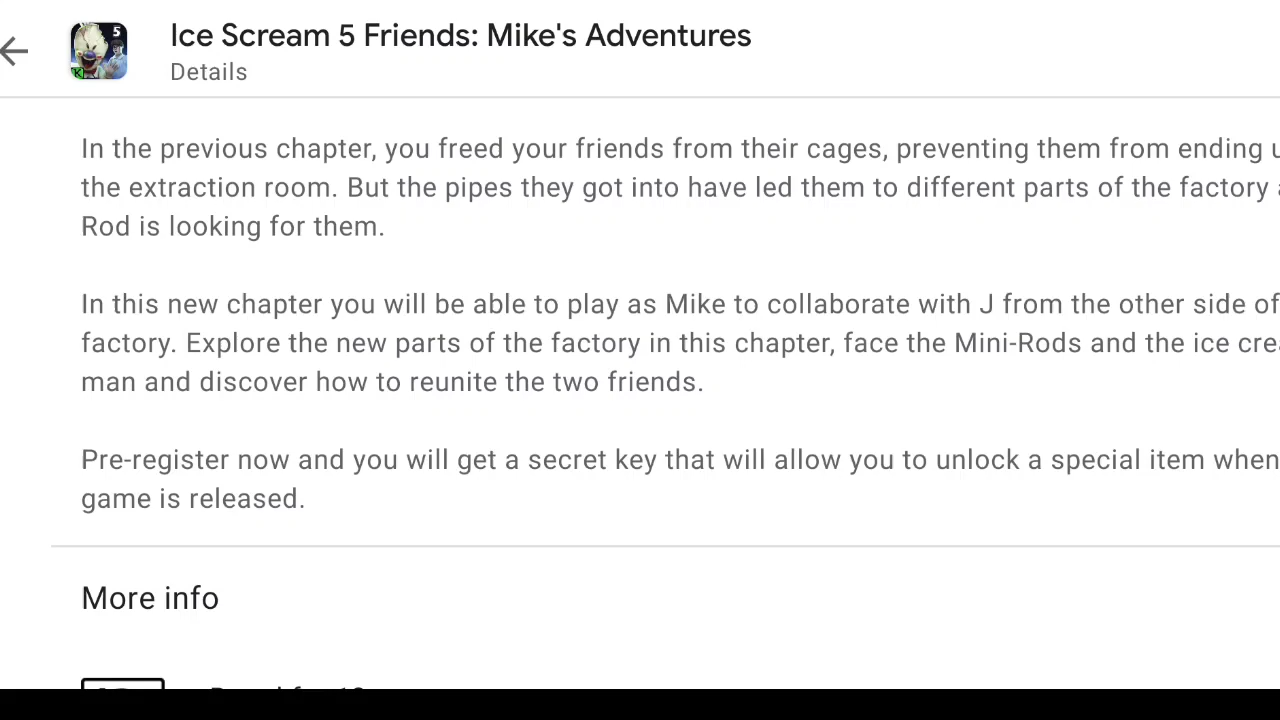 Ice Scream 5 Friends: Mike's Adventures
Details
5
K
In the previous chapter, you freed your friends from their cages, preventing them from ending
the extraction room. But the pipes they got into have led them to different parts of the factory
Rod is looking for them.
In this new chapter you will be able to play as Mike to collaborate with J from the other side of
factory. Explore the new parts of the factory in this chapter, face the Mini-Rods and the ice
man and discover how to reunite the two friends.
Pre-register now and you will get a secret key that will allow you to unlock a special item when
game is released.
More info